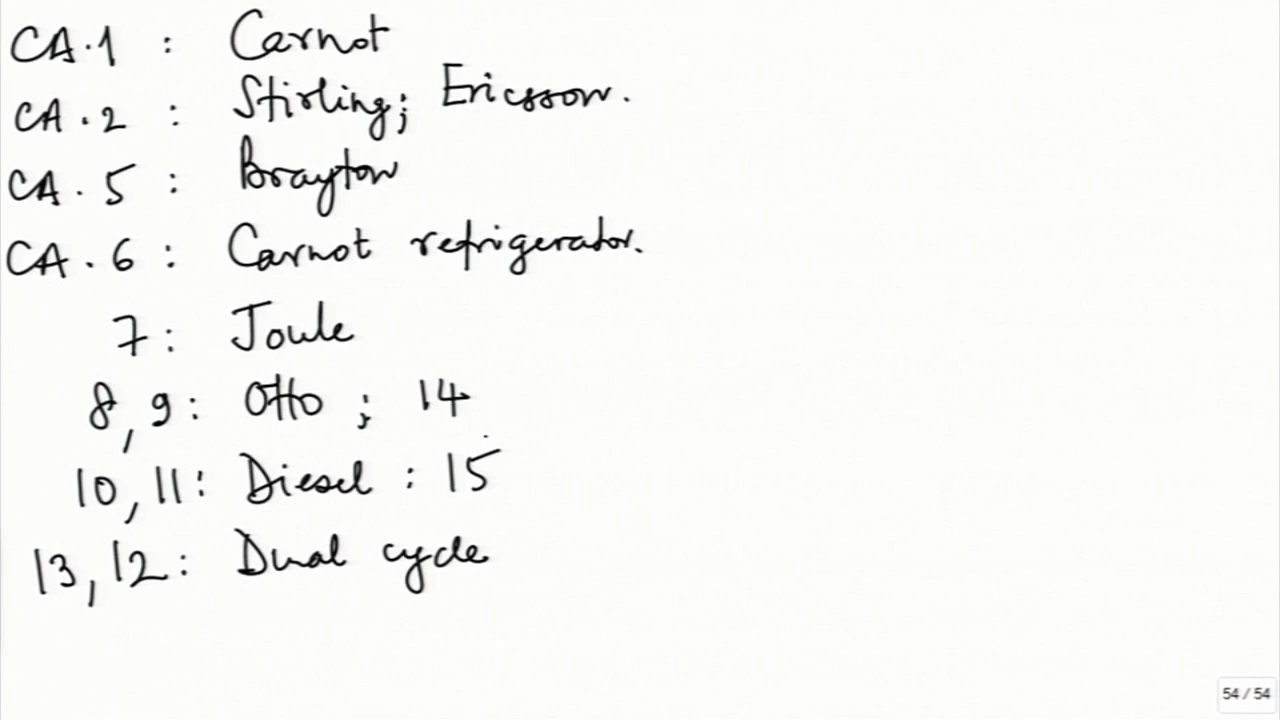 CA.1 : Carnot
CA.2 : Stirling; Ericsson.
CA.5 : Brayton
CA.6 : Carnot refrigerator.
7: Joule
8,9: Otto ; 14
10,11: Diesel : 15
13,12: Dual cycle
54 / 54